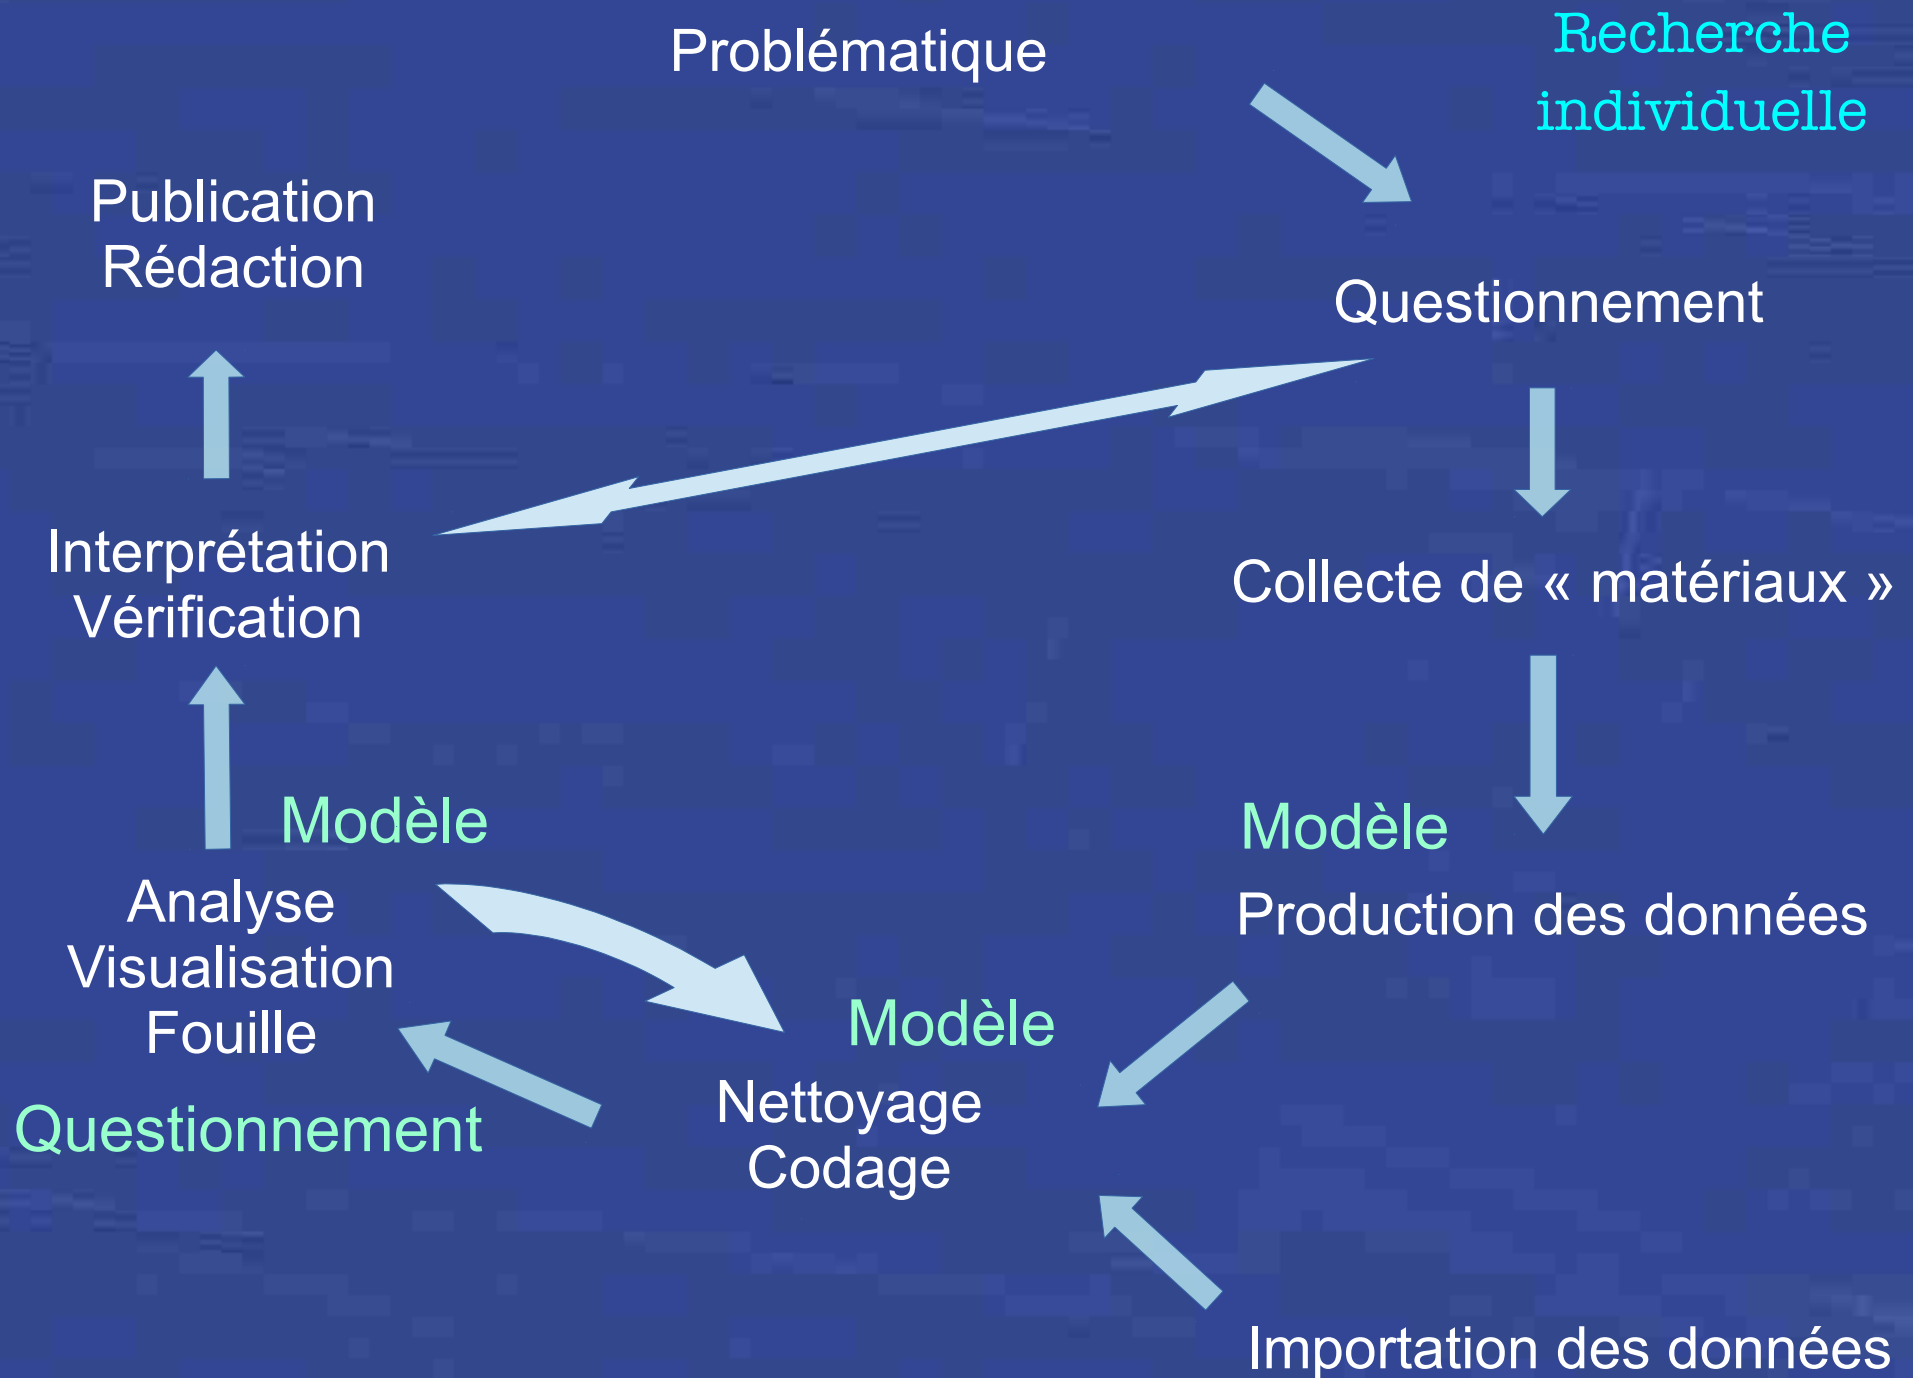 Problématique
Recherche
individuelle
Publication
Rédaction
Questionnement
Interprétation
Vérification
Collecte de « matériaux »
Modèle
Modèle
Analyse
Visualisation
Fouille
Production des données
Modèle
Nettoyage
Codage
Questionnement
Importation des données